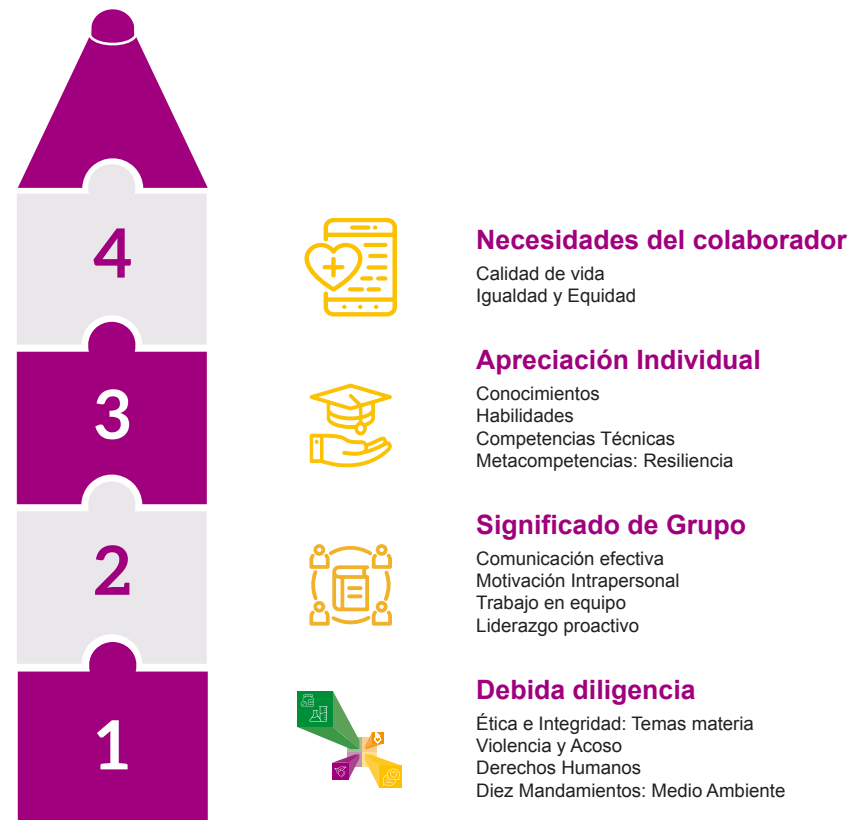 4
Necesidades del colaborador
Calidad de vida
Igualdad y Equidad
3
Apreciación Individual
Conocimientos
Habilidades
Competencias Técnicas
Metacompetencias: Resiliencia
2
Significado de Grupo
Comunicación efectiva
Motivación Intrapersonal
Trabajo en equipo
Liderazgo proactivo
1
Debida diligencia
Ética e Integridad: Temas materia
Violencia y Acoso
Derechos Humanos
Diez Mandamientos: Medio Ambiente